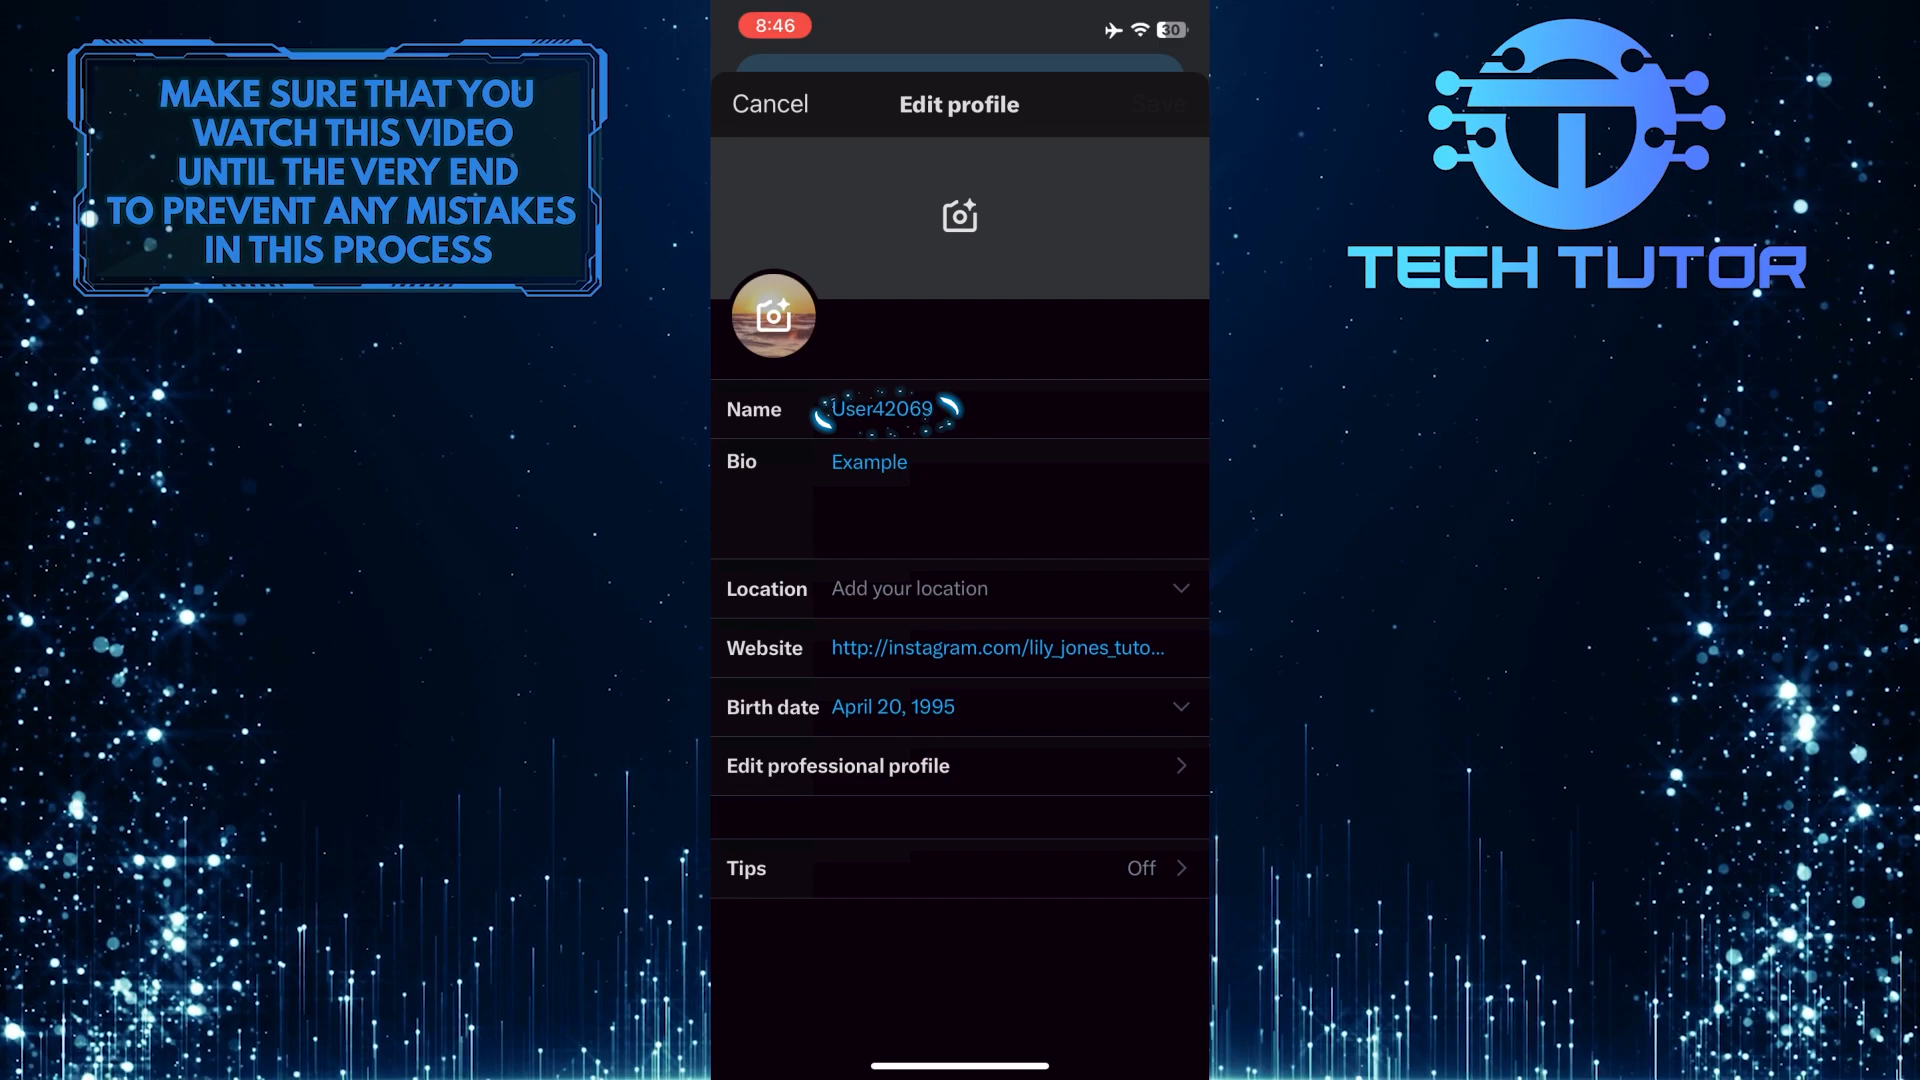 MAKE SURE THAT YOU
WATCH THIS VIDEO
UNTIL THE VERY END
TO PREVENT ANY MISTAKES
IN THIS PROCESS
8:46
30
Cancel
Edit profile
Save
Name
User42069
Bio
Example
Location
Add your location
Website
http://instagram.com/lily_jones_tuto...
Birth date
April 20, 1995
Edit professional profile
Tips
Off
TECH TUTOR